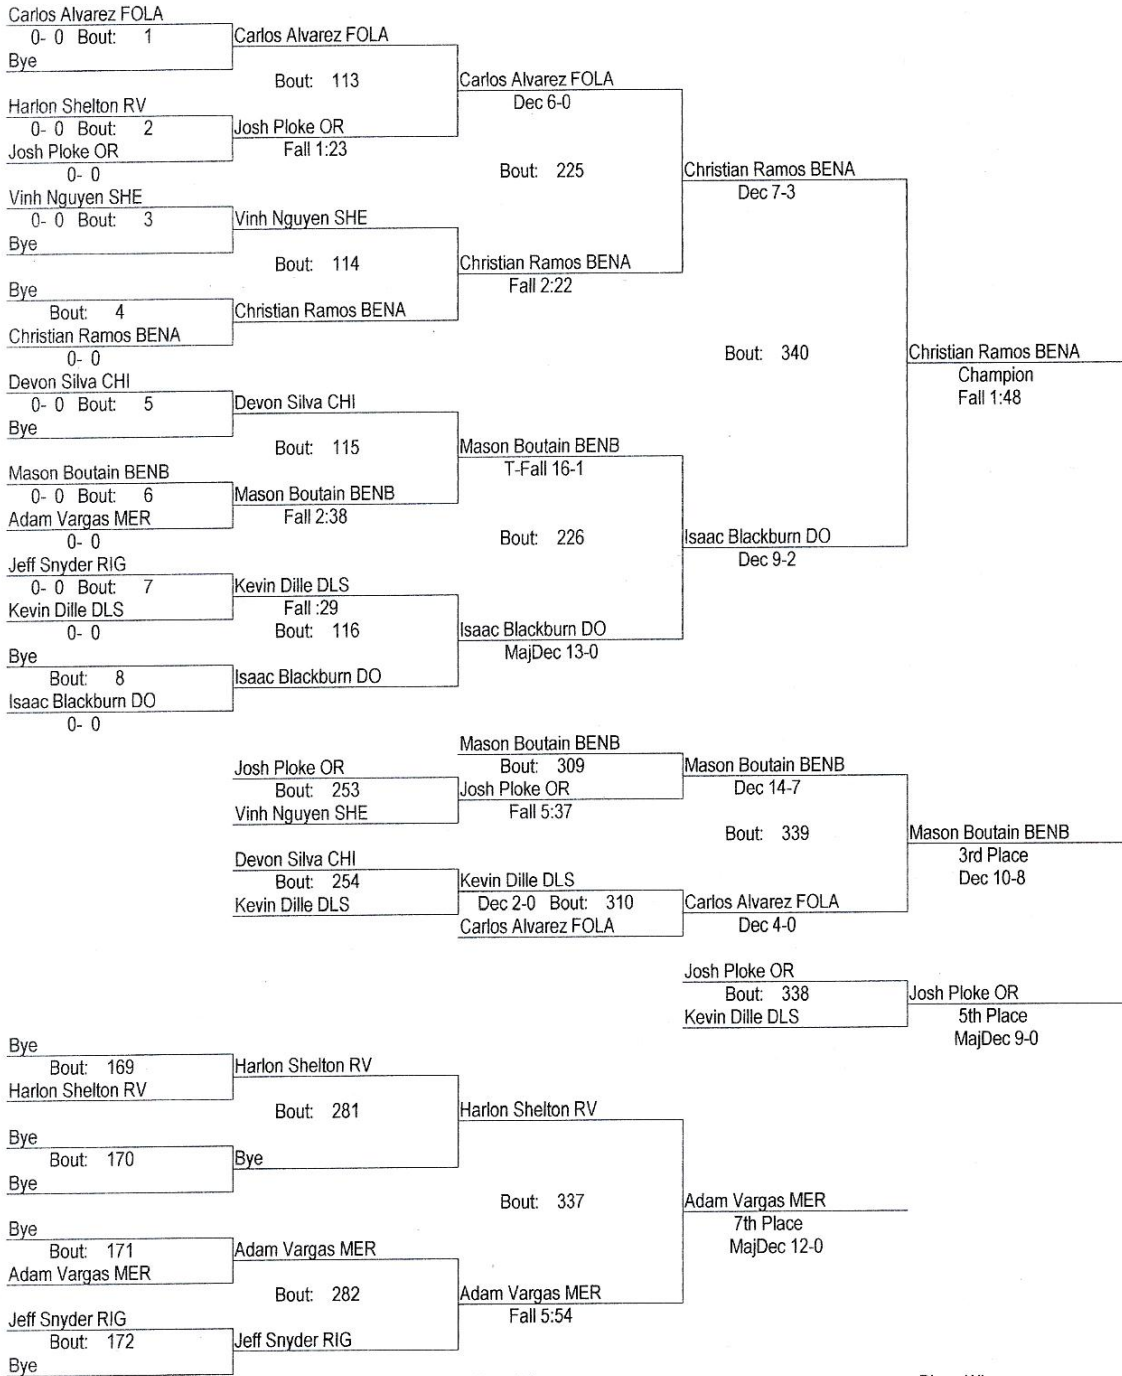 Carlos Alvarez FOLA
0- 0 Bout: 1
Bye
Carlos Alvarez FOLA
Bout: 113
Harlon Shelton RV
0- 0 Bout: 2
Josh Ploke OR
0- 0
Josh Ploke OR
Fall 1:23
Carlos Alvarez FOLA
Dec 6-0
Bout: 225
Vinh Nguyen SHE
0- 0 Bout: 3
Bye
Vinh Nguyen SHE
Bout: 114
Bye
Bout: 4
Christian Ramos BENA
0- 0
Christian Ramos BENA
Christian Ramos BENA
Fall 2:22
Christian Ramos BENA
Dec 7-3
Bout: 340
Christian Ramos BENA
Champion
Fall 1:48
Devon Silva CHI
0- 0 Bout: 5
Bye
Devon Silva CHI
Bout: 115
Mason Boutain BENB
0- 0 Bout: 6
Adam Vargas MER
0- 0
Mason Boutain BENB
Fall 2:38
Mason Boutain BENB
T-Fall 16-1
Bout: 226
Jeff Snyder RIG
0- 0 Bout: 7
Kevin Dille DLS
0- 0
Kevin Dille DLS
Fall :29
Bout: 116
Bye
Bout: 8
Isaac Blackburn DO
0- 0
Isaac Blackburn DO
Isaac Blackburn DO
MajDec 13-0
Isaac Blackburn DO
Dec 9-2
Mason Boutain BENB
Bout: 309
Josh Ploke OR
Bout: 253
Vinh Nguyen SHE
Josh Ploke OR
Fall 5:37
Mason Boutain BENB
Dec 14-7
Bout: 339
Mason Boutain BENB
3rd Place
Dec 10-8
Devon Silva CHI
Bout: 254
Kevin Dille DLS
Kevin Dille DLS
Dec 2-0 Bout: 310
Carlos Alvarez FOLA
Carlos Alvarez FOLA
Dec 4-0
Josh Ploke OR
Bout: 338
Kevin Dille DLS
Josh Ploke OR
5th Place
MajDec 9-0
Bye
Bout: 169
Harlon Shelton RV
Harlon Shelton RV
Bout: 281
Bye
Bout: 170
Bye
Bye
Harlon Shelton RV
Bout: 337
Bye
Bout: 171
Adam Vargas MER
Adam Vargas MER
Bout: 282
Jeff Snyder RIG
Bout: 172
Bye
Jeff Snyder RIG
Adam Vargas MER
Fall 5:54
Adam Vargas MER
7th Place
MajDec 12-0